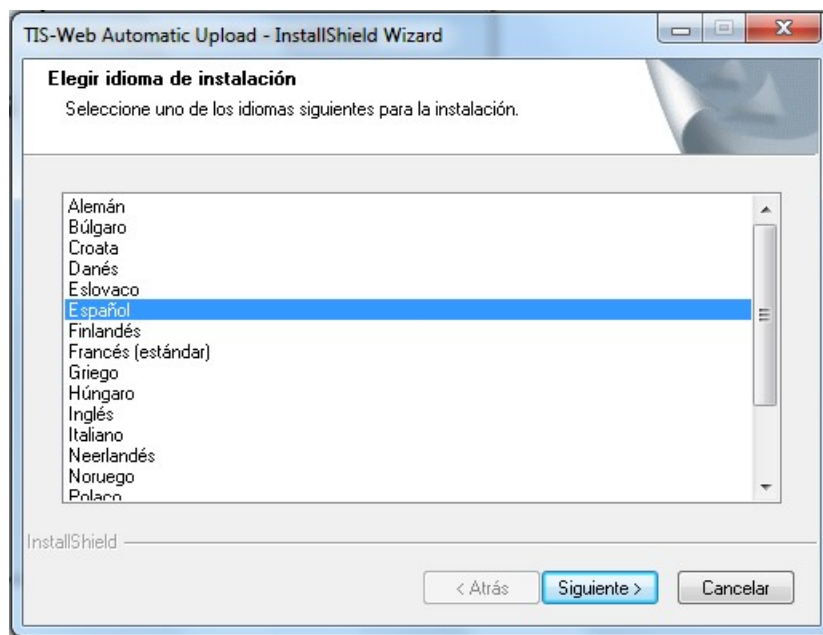 TIS-Web Automatic Upload - InstallShield Wizard
Elegir idioma de instalación
Seleccione uno de los idiomas siguientes para la instalación.
Alemán
Búlgaro
Croata
Danés
Eslovaco
Español
Finlandés
Francés (estándar)
Griego
Húngaro
Inglés
Italiano
Neerlandés
Noruego
Polaco
InstallShield
< Atrás Siguiente > Cancelar